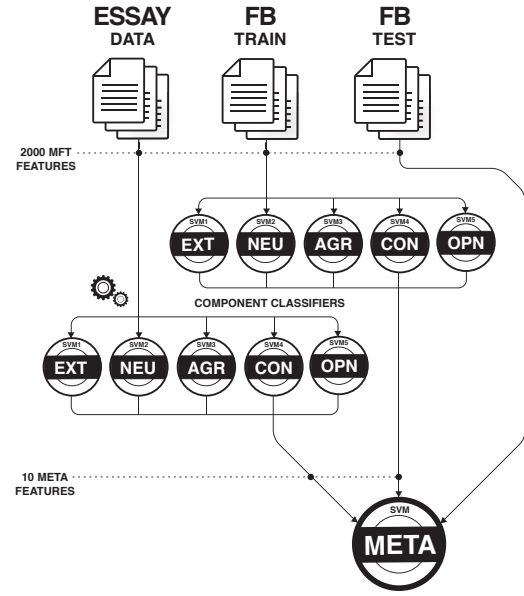 ESSAY
DATA
FB
TRAIN
FB
TEST
2000 MFT
FEATURES
SVM1
EXT
SVM2
NEU
SVM3
AGR
SVM4
CON
SVM5
OPN
COMPONENT CLASSIFIERS
SVM1
EXT
SVM2
NEU
SVM3
AGR
SVM4
CON
SVM5
OPN
10 META
FEATURES
SVM
META